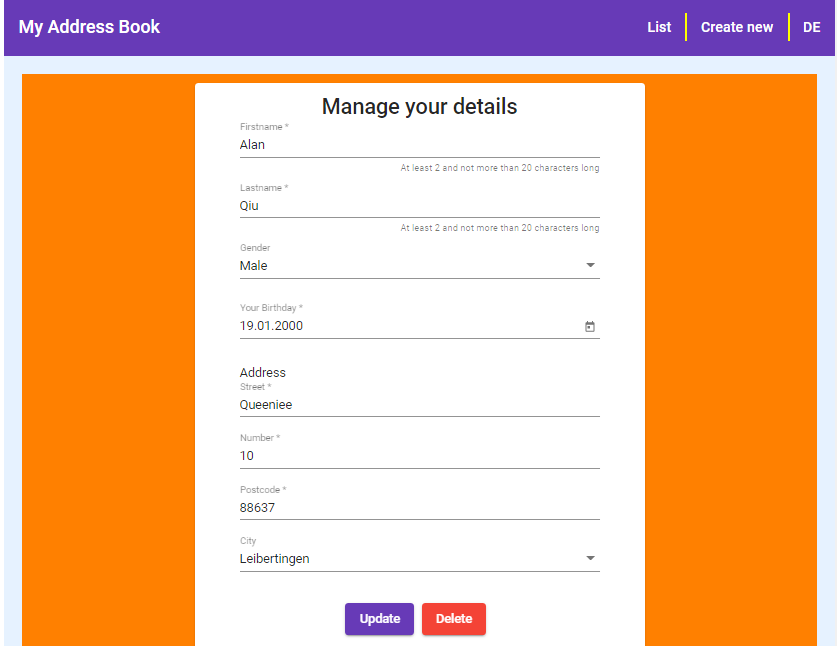 My Address Book
List
Create new
DE
Manage your details
Firstname *
Alan
At least 2 and not more than 20 characters long
Lastname *
Qiu
At least 2 and not more than 20 characters long
Gender
Male
Your Birthday *
19.01.2000
Address
Street *
Queeniee
Number *
10
Postcode *
88637
City
Leibertingen
Update
Delete